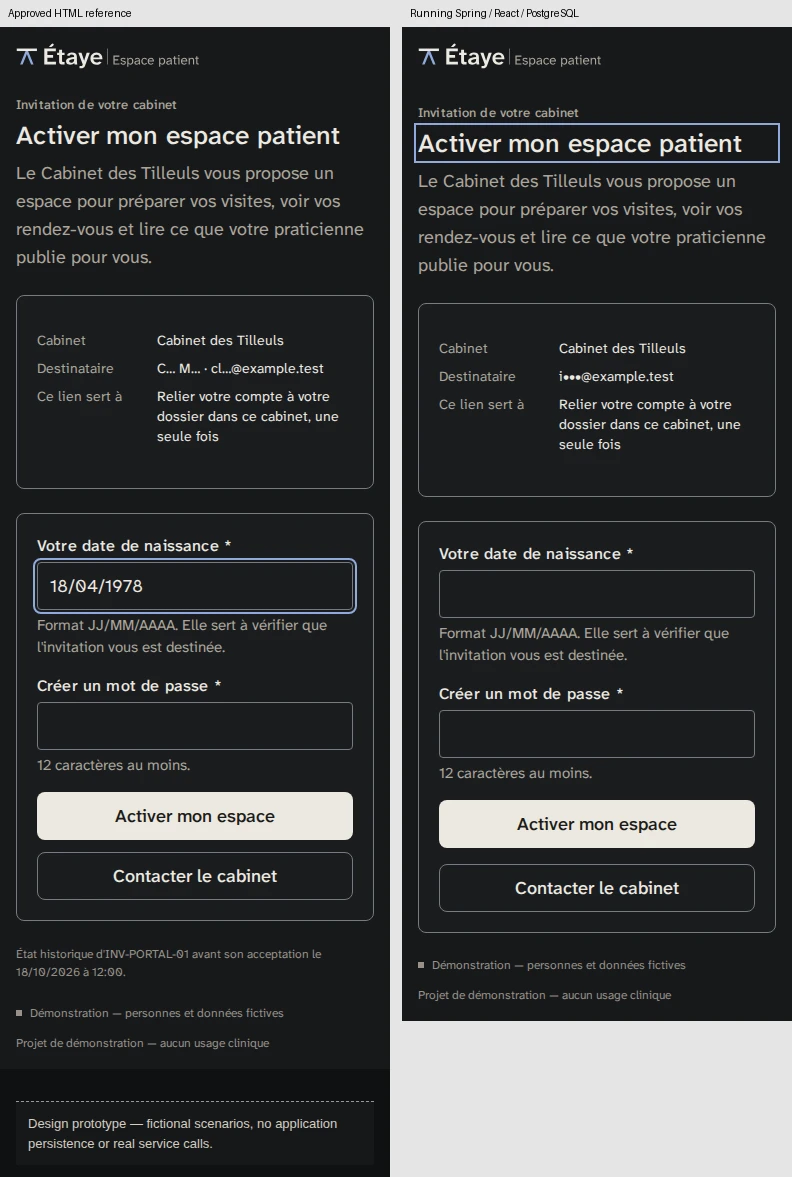 Approved HTML reference
Étaye Espace patient
Invitation de votre cabinet
Activer mon espace patient
Le Cabinet des Tilleuls vous propose un
espace pour préparer vos visites, voir vos
rendez-vous et lire ce que votre praticienne
publie pour vous.
Cabinet Cabinet des Tilleuls
Destinataire C… M… · cl…@example.test
Ce lien sert à Relier votre compte à votre
dossier dans ce cabinet, une
seule fois
Votre date de naissance *
18/04/1978
Format JJ/MM/AAAA. Elle sert à vérifier que
l'invitation vous est destinée.
Créer un mot de passe *
12 caractères au moins.
Activer mon espace
Contacter le cabinet
État historique d'INV-PORTAL-01 avant son acceptation le
18/10/2026 à 12:00.
Démonstration — personnes et données fictives
Projet de démonstration — aucun usage clinique
Design prototype — fictional scenarios, no application
persistence or real service calls.
Running Spring / React / PostgreSQL
Étaye Espace patient
Invitation de votre cabinet
Activer mon espace patient
Le Cabinet des Tilleuls vous propose un
espace pour préparer vos visites, voir vos
rendez-vous et lire ce que votre praticienne
publie pour vous.
Cabinet Cabinet des Tilleuls
Destinataire i•••@example.test
Ce lien sert à Relier votre compte à votre
dossier dans ce cabinet, une
seule fois
Votre date de naissance *
Format JJ/MM/AAAA. Elle sert à vérifier que
l'invitation vous est destinée.
Créer un mot de passe *
12 caractères au moins.
Activer mon espace
Contacter le cabinet
Démonstration — personnes et données fictives
Projet de démonstration — aucun usage clinique